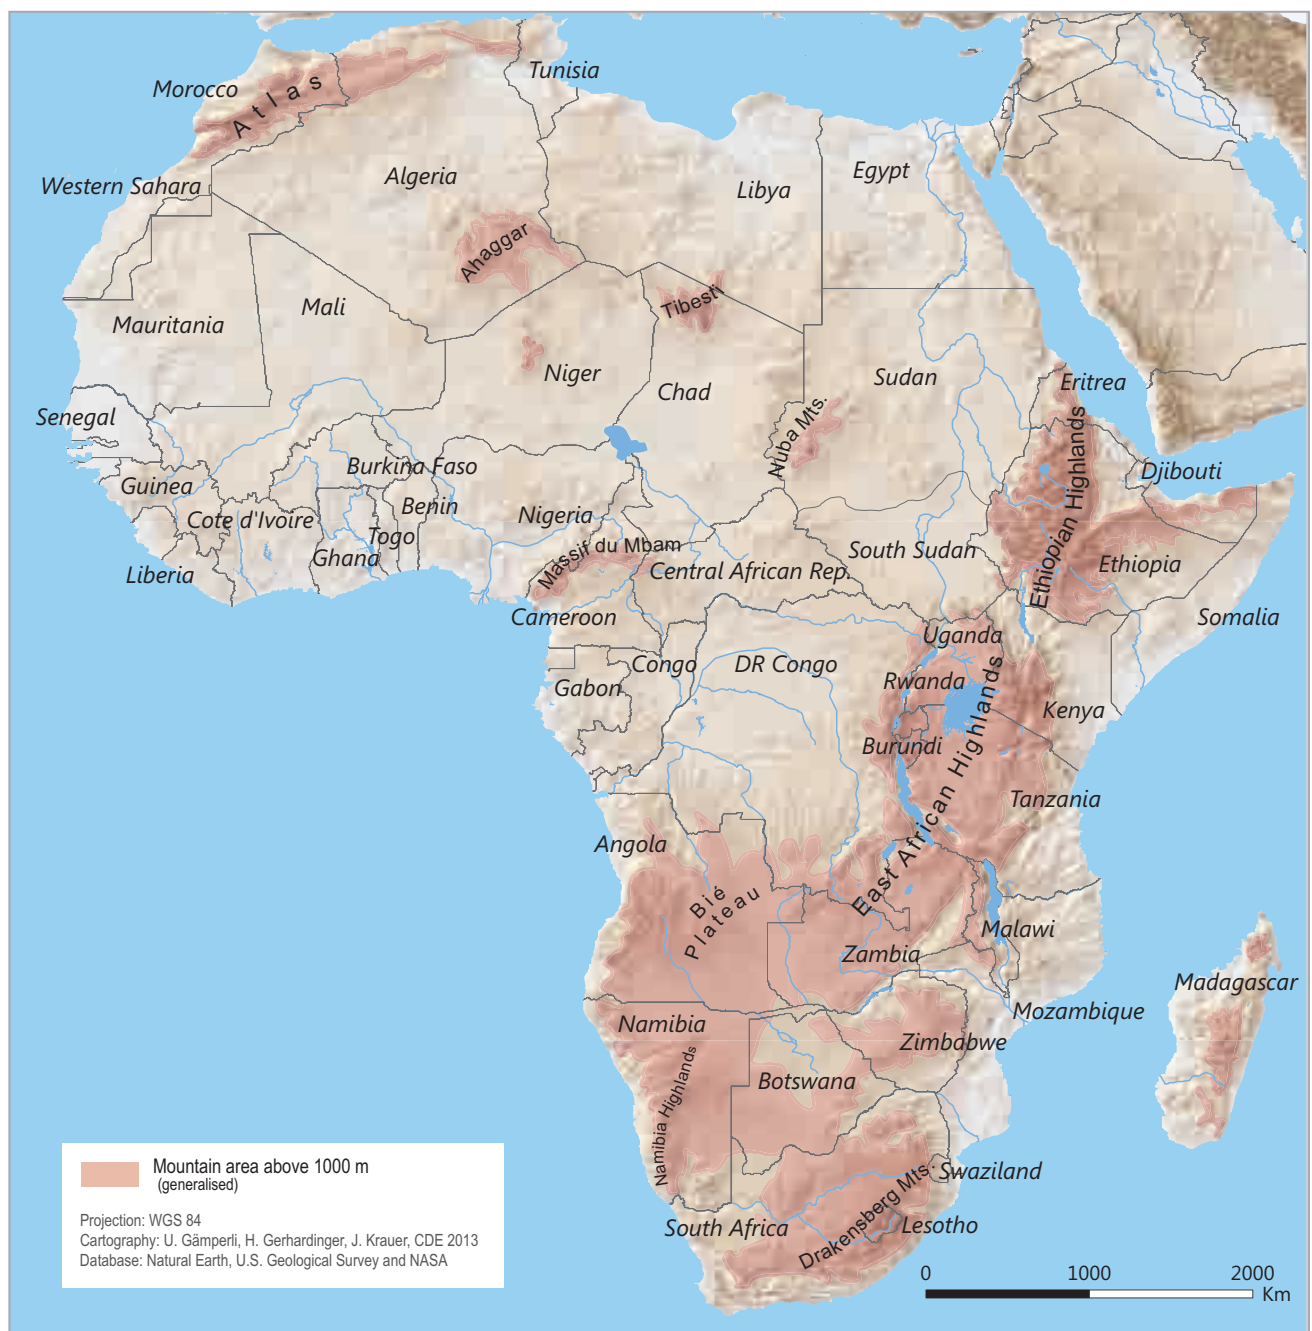 Tunisia
Morocco
Atlas
Algeria
Western Sahara
Libya
Egypt
Ahaggar
Tibesti
Mali
Mauritania
Niger
Chad
Sudan
Eritrea
Senegal
Nuba Mts.
Ethiopian Highlands
Djibouti
Burkina Faso
Guinea
Benin
Nigeria
Cote d'Ivoire
Togo
Ghana
Massif du Mbam
South Sudan
Ethiopia
Liberia
Central African Rep.
Cameroon
Somalia
Uganda
Congo
DR Congo
Gabon
Rwanda
East African Highlands
Kenya
Burundi
Tanzania
Angola
Bié
Plateau
Malawi
Zambia
Madagascar
Mozambique
Namibia
Zimbabwe
Namibia Highlands
Botswana
Swaziland
Drakensberg Mts.
South Africa
Lesotho
Mountain area above 1000 m
(generalised)
Projection: WGS 84
Cartography: U. Gämperli, H. Gerhardinger, J. Krauer, CDE 2013
Database: Natural Earth, U.S. Geological Survey and NASA
0 1000 2000
Km